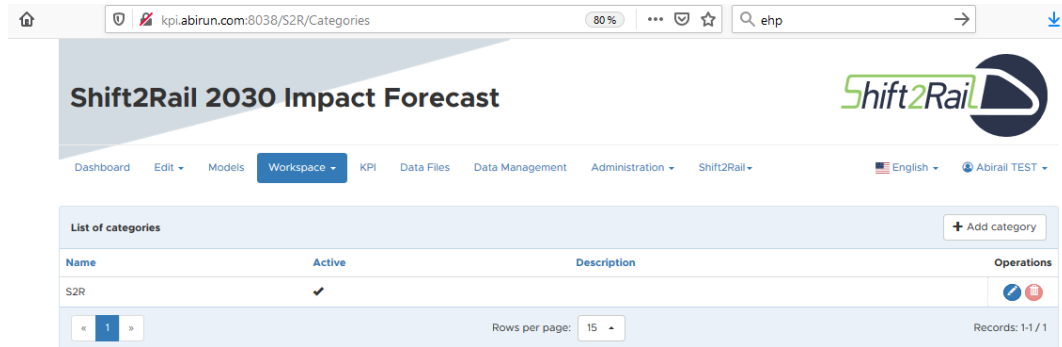 kpi.abirun.com:8038/S2R/Categories 80% ehp
Shift2Rail 2030 Impact Forecast
Shift2Rail
Dashboard Edit Models Workspace KPI Data Files Data Management Administration Shift2Rail English Abirail TEST
List of categories + Add category
Name Active Description Operations
S2R
« 1 » Rows per page: 15 Records: 1-1 / 1